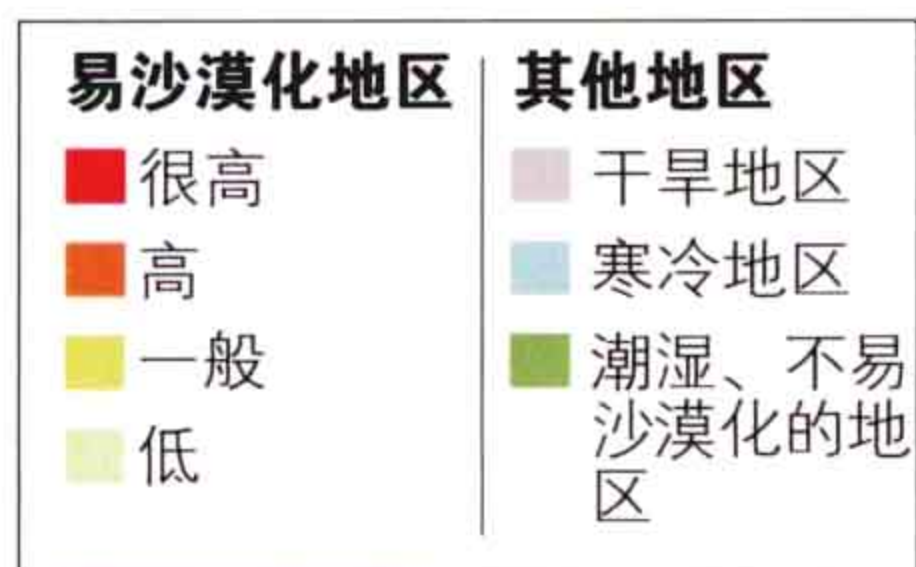 易沙漠化地区
很高
高
一般
低
其他地区
干旱地区
寒冷地区
潮湿、不易
沙漠化的地
区